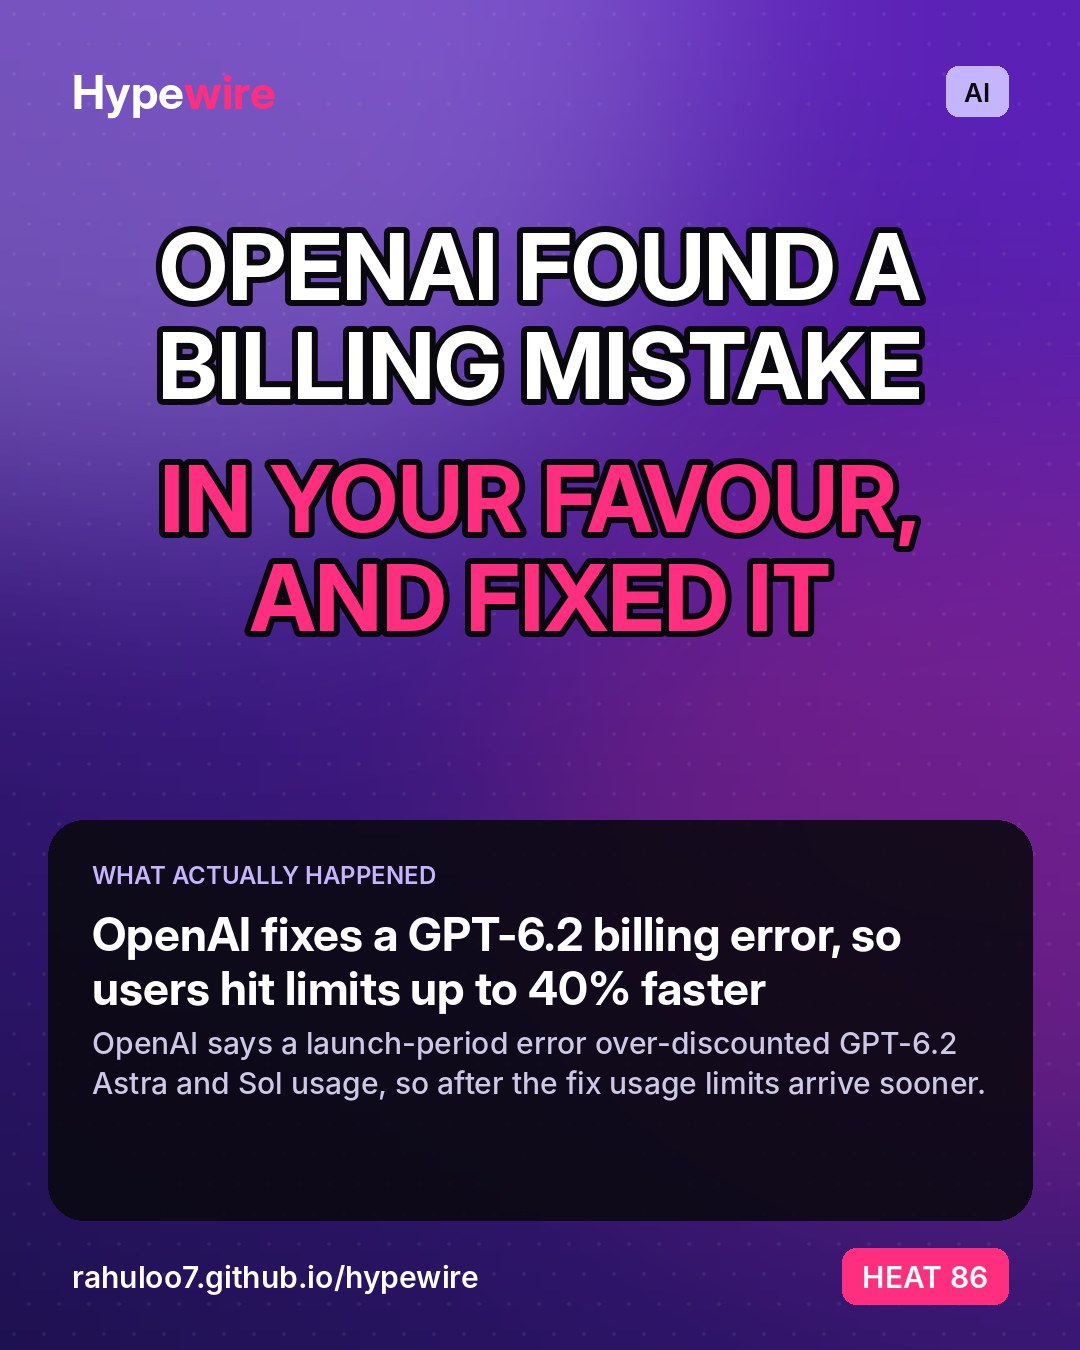 Hypewire
AI
OPENAI FOUND A
BILLING MISTAKE
IN YOUR FAVOUR,
AND FIXED IT
WHAT ACTUALLY HAPPENED
OpenAI fixes a GPT-6.2 billing error, so
users hit limits up to 40% faster
OpenAI says a launch-period error over-discounted GPT-6.2
Astra and Sol usage, so after the fix usage limits arrive sooner.
rahuloo7.github.io/hypewire
HEAT 86